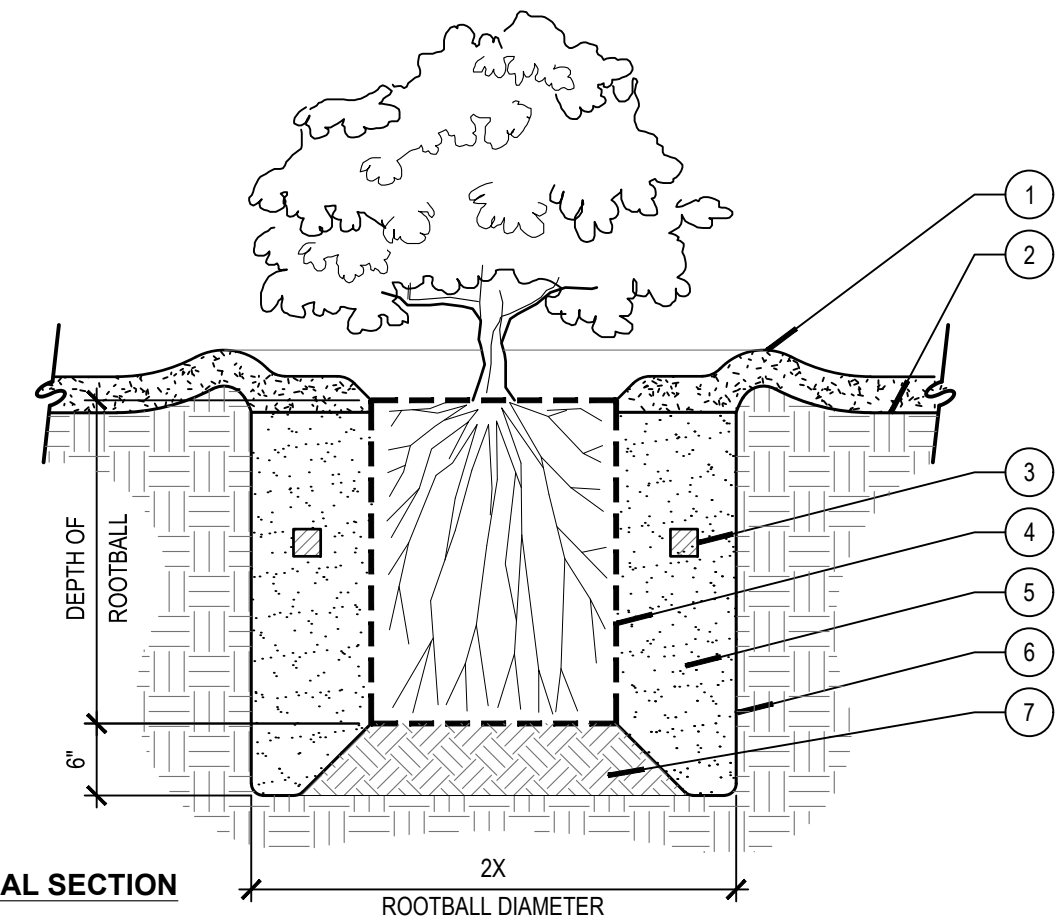 1
2
3
4
5
6
7
DEPTH OF
ROOTBALL
6"
2X
ROOTBALL DIAMETER
AL SECTION